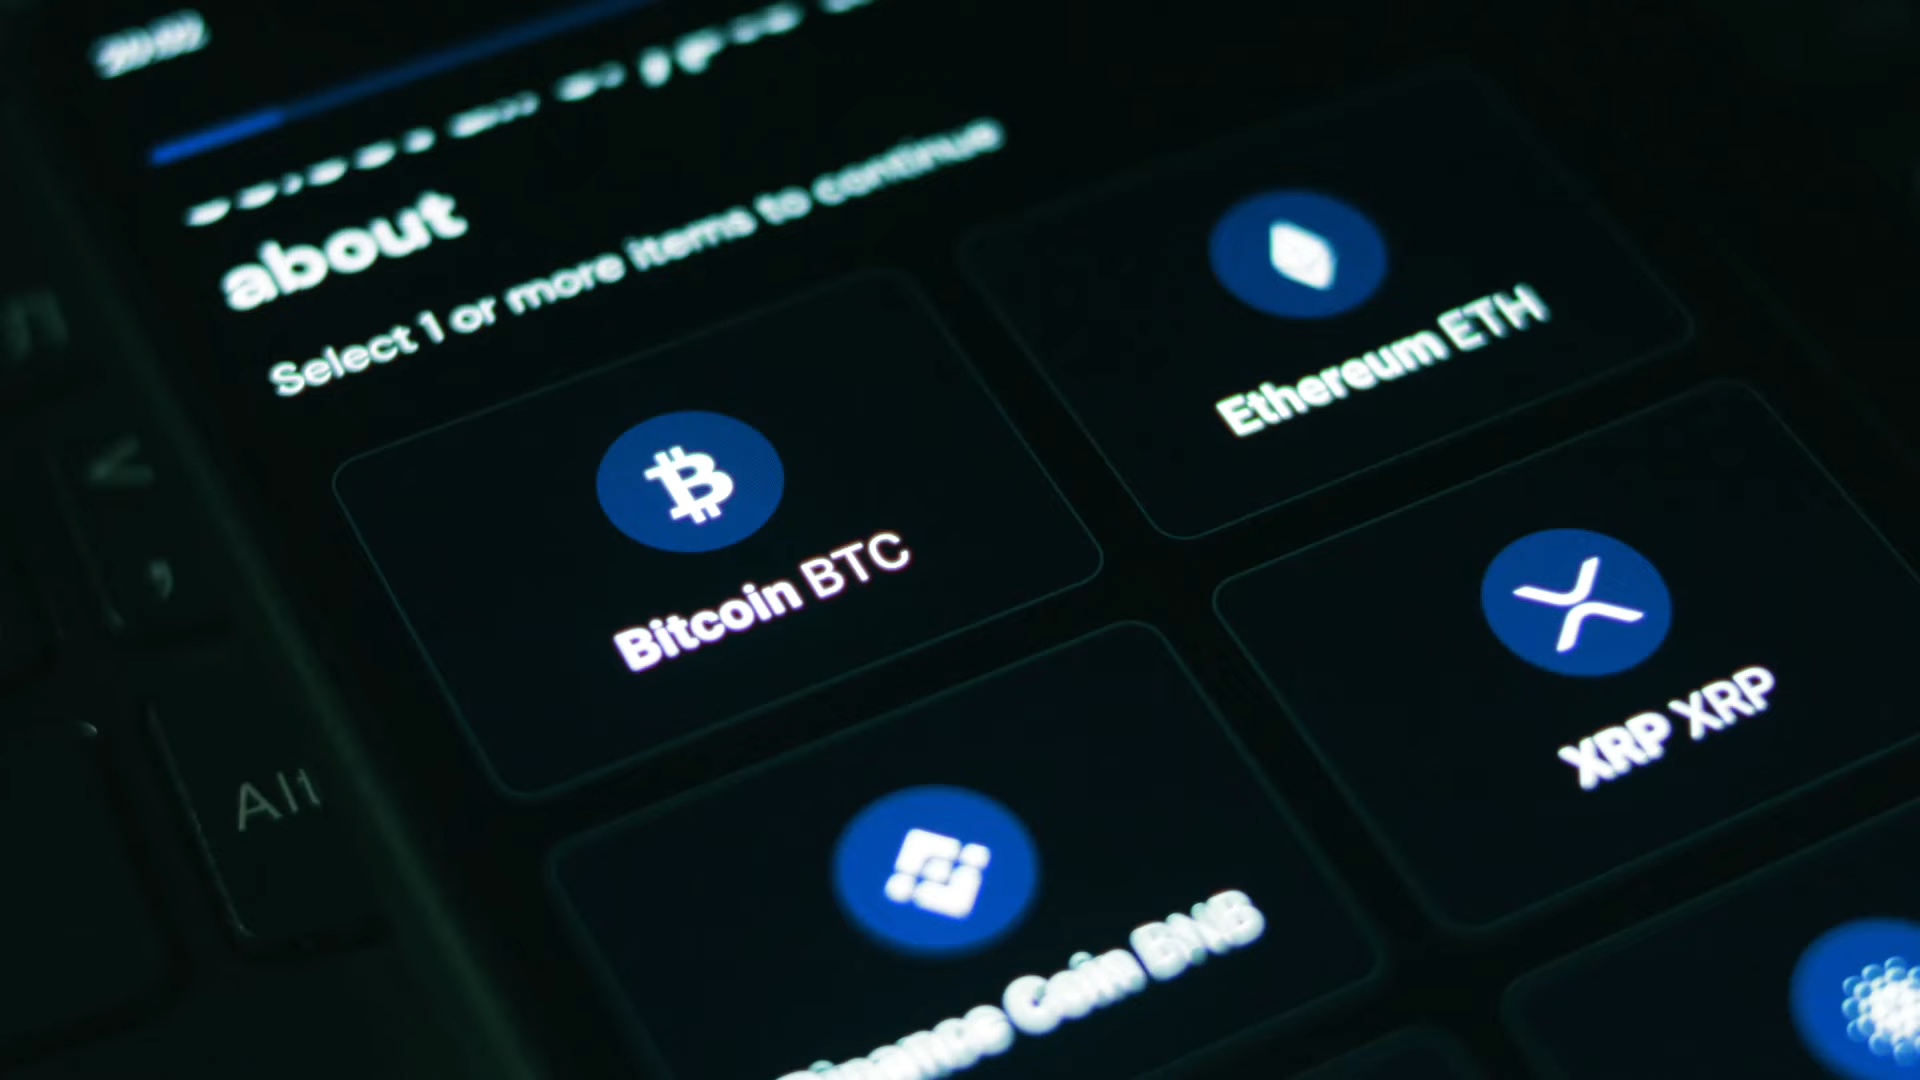 about
Select 1 or more items to continue
Ethereum ETH
Bitcoin BTC
XRP XRP
Coin BNB
Alt
<
,